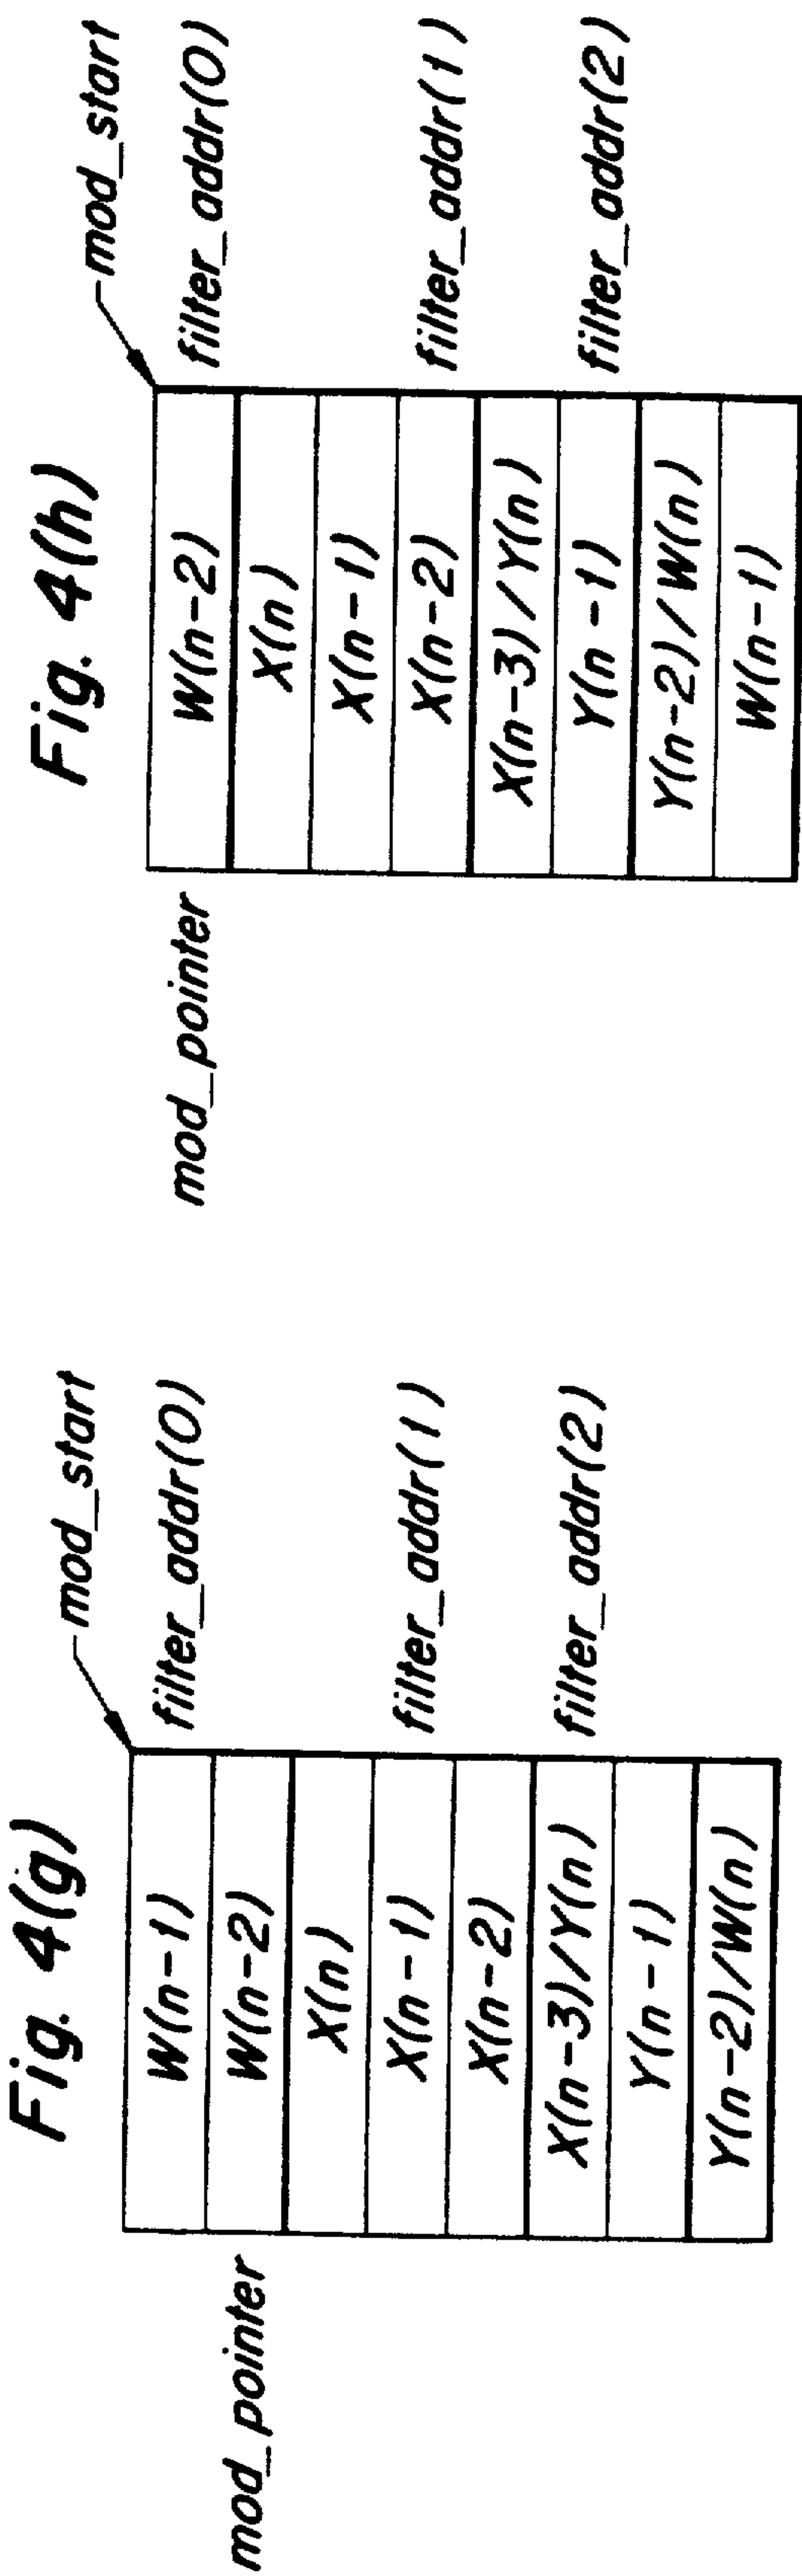 Fig. 4(g)
mod_start
W(n-1)
filter_addr(0)
mod_pointer
W(n-2)
X(n)
X(n-1)
filter_addr(1)
X(n-2)
X(n-3)/Y(n)
filter_addr(2)
Y(n-1)
Y(n-2)/W(n)
Fig. 4(h)
mod_start
mod_pointer
W(n-2)
filter_addr(0)
X(n)
X(n-1)
X(n-2)
filter_addr(1)
X(n-3)/Y(n)
Y(n-1)
filter_addr(2)
Y(n-2)/W(n)
W(n-1)